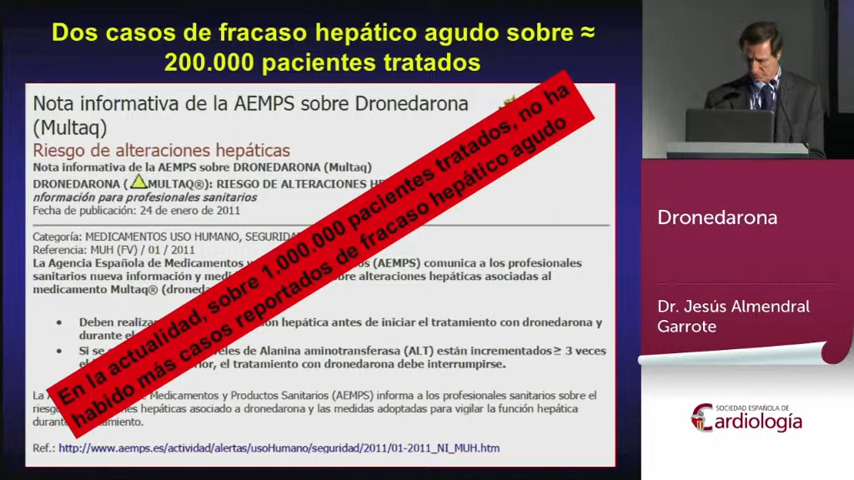 Dos casos de fracaso hepático agudo sobre ≈
200.000 pacientes tratados
Nota informativa de la AEMPS sobre Dronedarona
(Multaq)
Riesgo de alteraciones hepáticas
Nota informativa de la AEMPS sobre DRONEDARONA (Multaq)
DRONEDARONA ( MULTAQ®): RIESGO DE ALTERACIONES
nformación para profesionales sanitarios
Fecha de publicación: 24 de enero de 2011
Categoría: MEDICAMENTOS USO HUMANO,
Referencia: MUH (FV) / 01 / 2011
La Agencia Española de Medicamentos (AEMPS) comunica a los profesionales
sanitarios nueva información y alteraciones hepáticas asociadas al
medicamento Multaq®
• Deben hepática antes de iniciar el tratamiento con dronedarona y
durante
• Si se de Alanina aminotransferasa (ALT) están incrementados ≥ 3 veces
el tratamiento con dronedarona debe interrumpirse.
La Medicamentos y Productos Sanitarios (AEMPS) informa a los profesionales sanitarios sobre el
hepáticas asociado a dronedarona y las medidas adoptadas para vigilar la función hepática
Ref.: http://www.aemps.es/actividad/alertas/usoHumano/seguridad/2011/01-2011_NI_MUH.htm
En la actualidad, sobre 1.000.000 pacientes tratados, no ha
habido más casos reportados de fracaso hepático agudo
Dronedarona
Dr. Jesús Almendral
Garrote
SOCIEDAD ESPAÑOLA DE
Cardiología